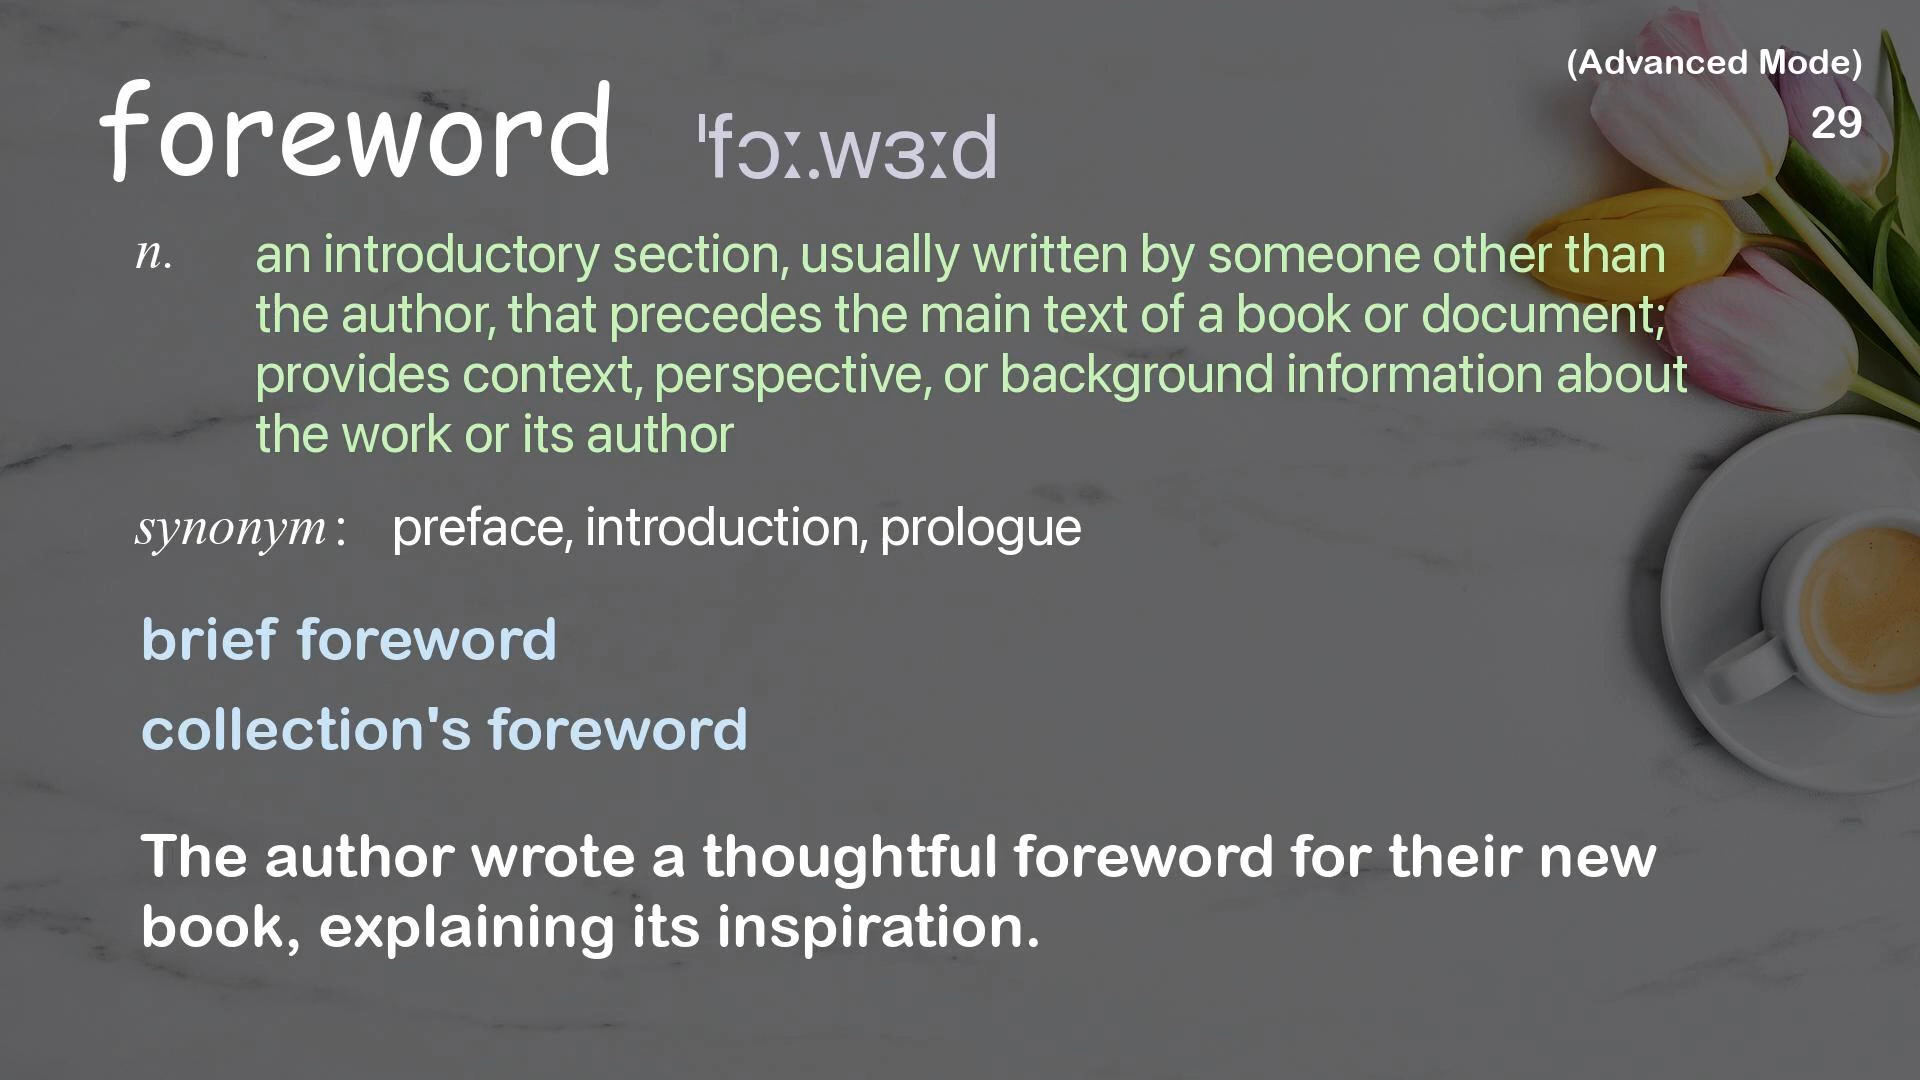 (Advanced Mode)
foreword ˈfɔː.wɜːd
29
n. an introductory section, usually written by someone other than
the author, that precedes the main text of a book or document;
provides context, perspective, or background information about
the work or its author
synonym: preface, introduction, prologue
brief foreword
collection's foreword
The author wrote a thoughtful foreword for their new
book, explaining its inspiration.